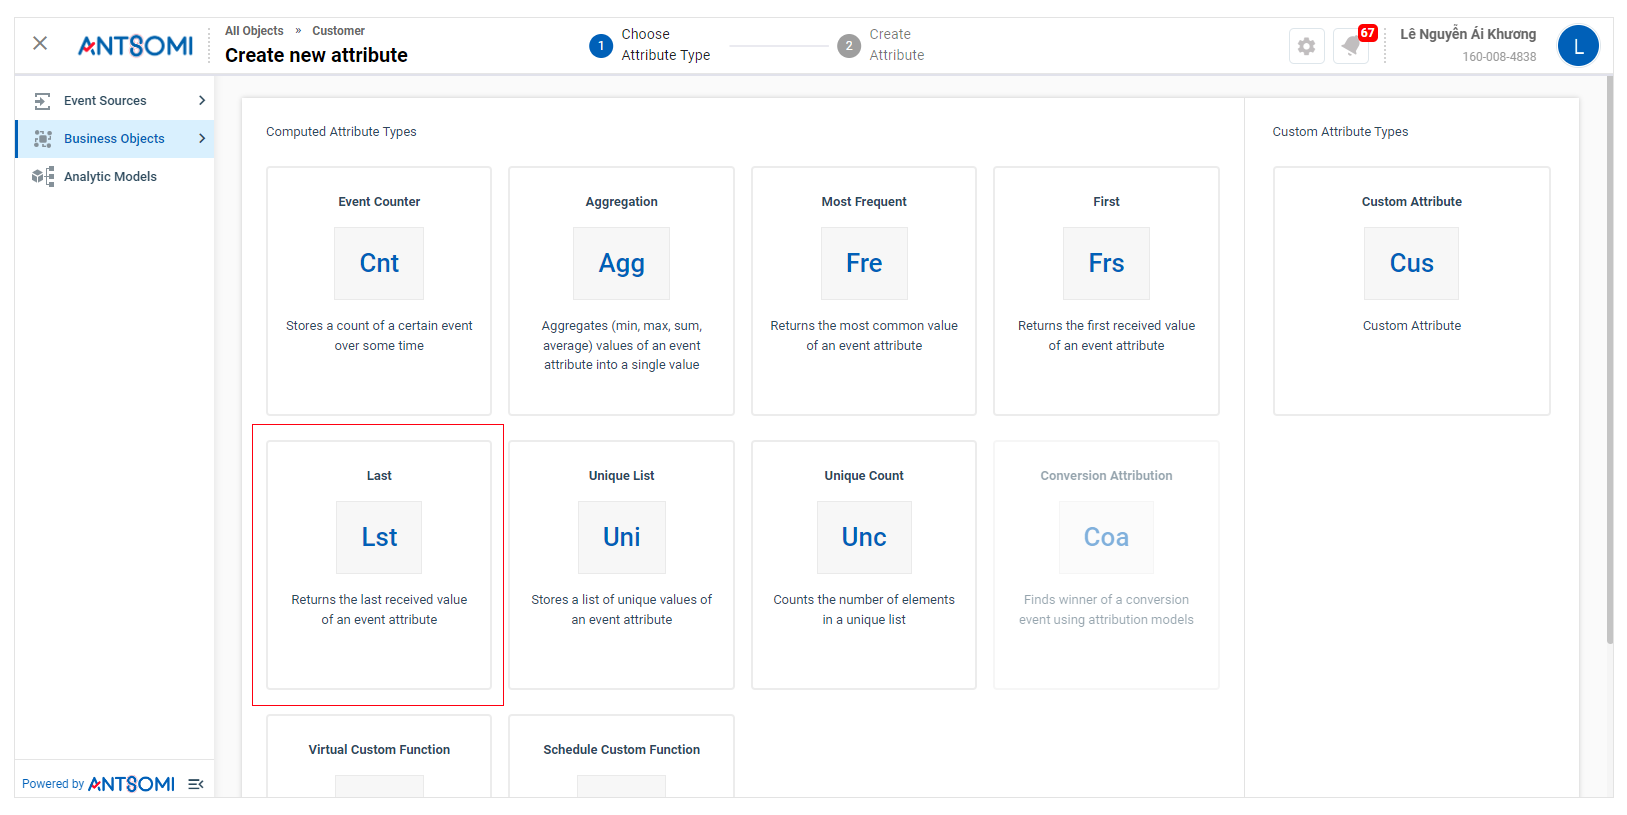 ANTSOMI
All Objects » Customer
Create new attribute
1 Choose
Attribute Type
2 Create
Attribute
67
Lê Nguyễn Ái Khương
160-008-4838
L
Event Sources
Business Objects
Analytic Models
Powered by ANTSOMI
Computed Attribute Types
Event Counter
Cnt
Stores a count of a certain event
over some time
Aggregation
Agg
Aggregates (min, max, sum,
average) values of an event
attribute into a single value
Most Frequent
Fre
Returns the most common value
of an event attribute
First
Frs
Returns the first received value
of an event attribute
Last
Lst
Returns the last received value
of an event attribute
Unique List
Uni
Stores a list of unique values of
an event attribute
Unique Count
Unc
Counts the number of elements
in a unique list
Conversion Attribution
Coa
Finds winner of a conversion
event using attribution models
Virtual Custom Function
Schedule Custom Function
Custom Attribute Types
Custom Attribute
Cus
Custom Attribute